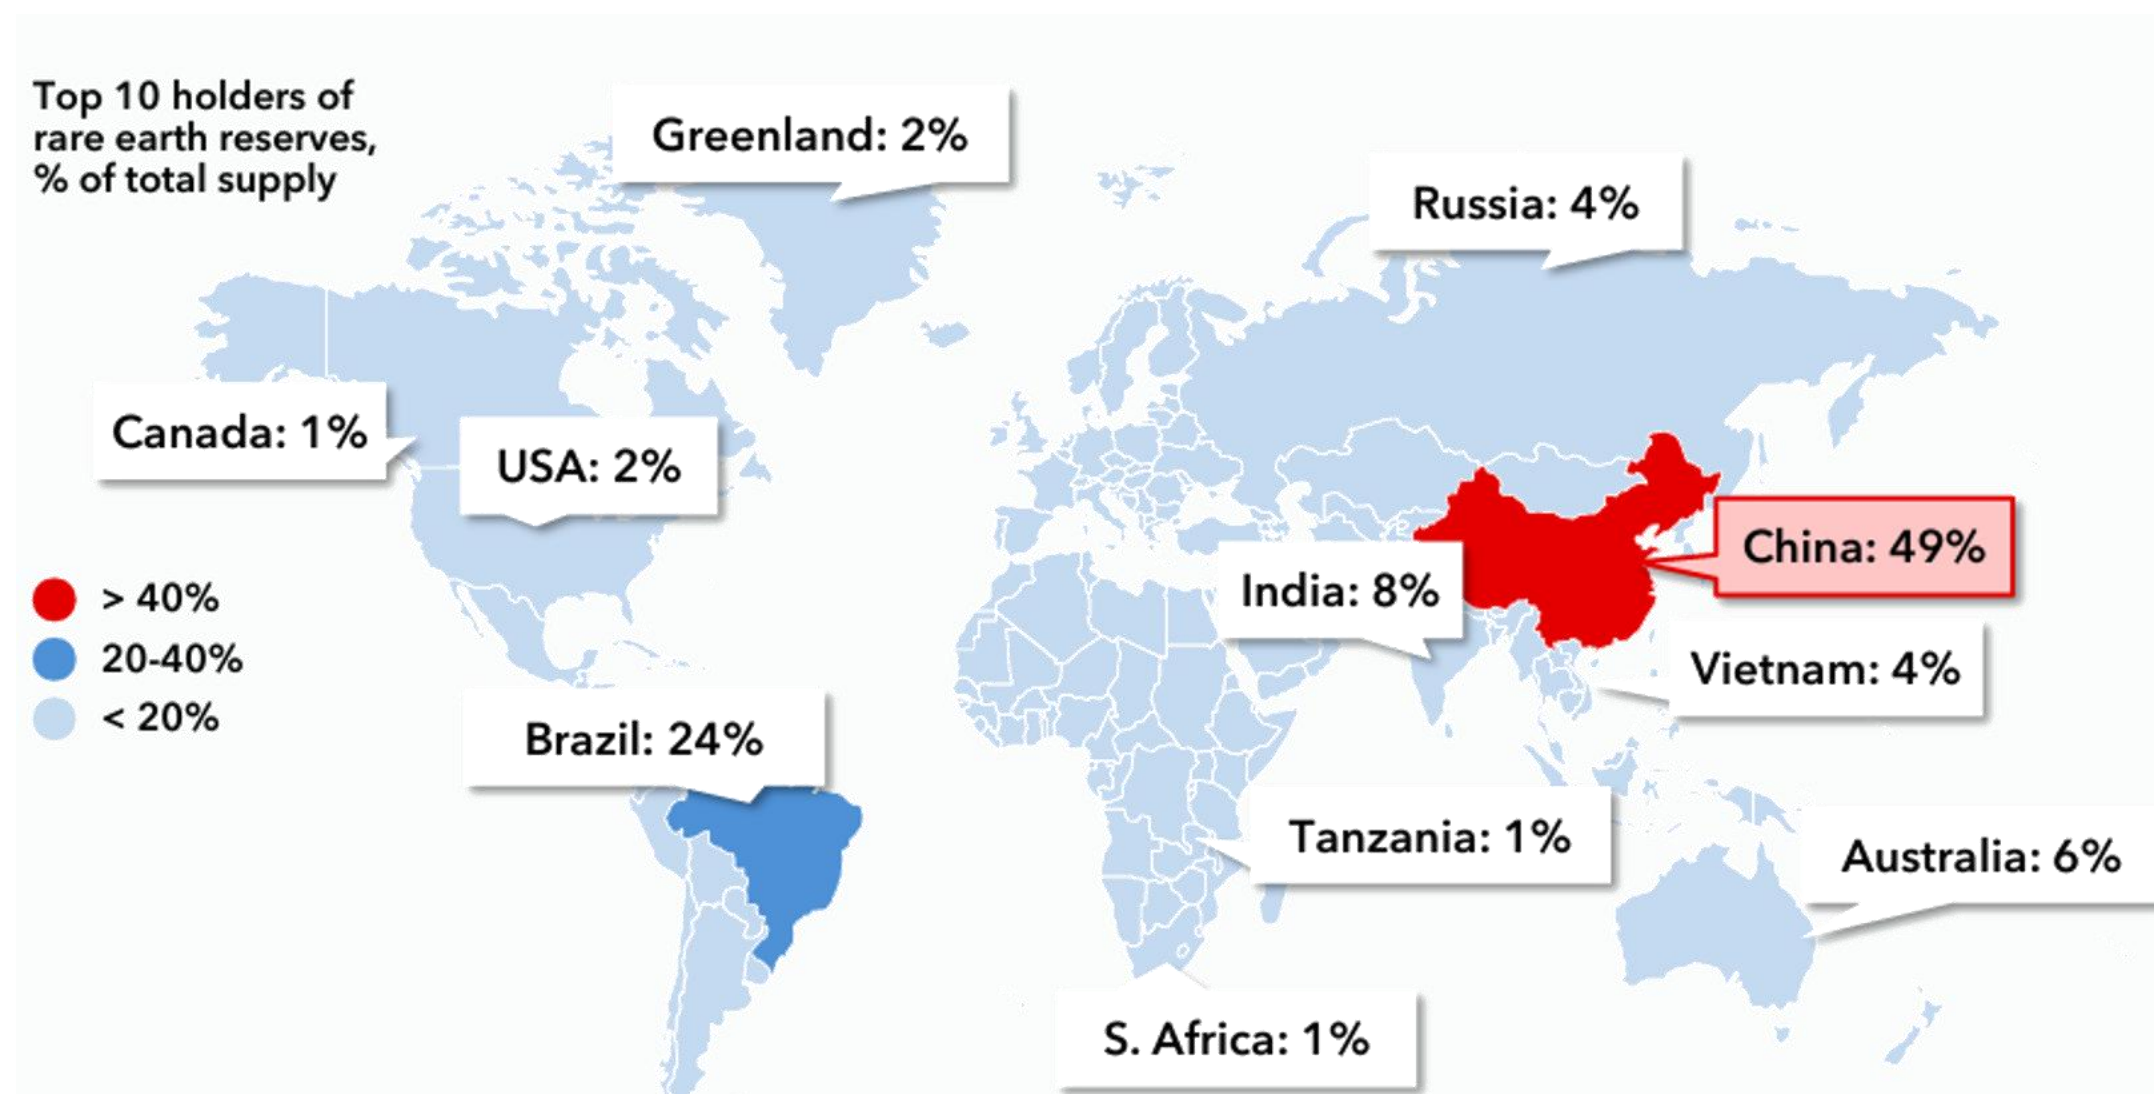 Top 10 holders of
rare earth reserves,
% of total supply
Greenland: 2%
Russia: 4%
Canada: 1%
USA: 2%
China: 49%
India: 8%
> 40%
20-40%
< 20%
Vietnam: 4%
Brazil: 24%
Tanzania: 1%
Australia: 6%
S. Africa: 1%